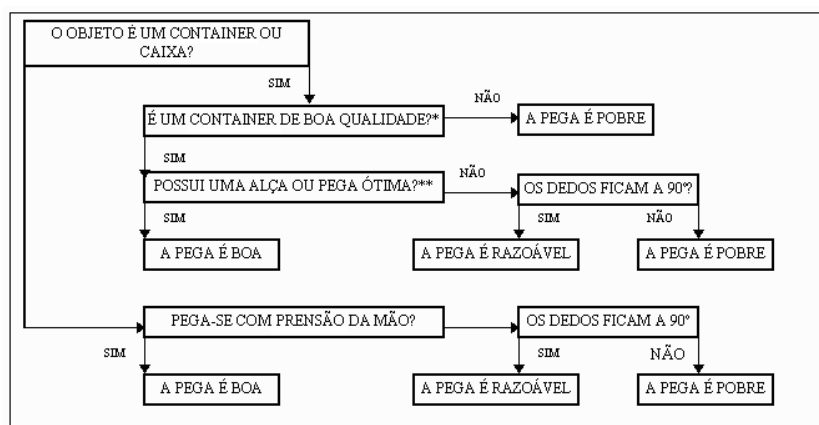 O OBJETO É UM CONTAINER OU
CAIXA?
SIM
NÃO
É UM CONTAINER DE BOA QUALIDADE?*
A PEGA É POBRE
SIM
NÃO
POSSUI UMA ALÇA OU PEGA ÓTIMA?**
OS DEDOS FICAM A 90º?
SIM
SIM
NÃO
A PEGA É BOA
A PEGA É RAZOÁVEL
A PEGA É POBRE
PEGA-SE COM PRENSÃO DA MÃO?
OS DEDOS FICAM A 90º
SIM
SIM
NÃO
A PEGA É BOA
A PEGA É RAZOÁVEL
A PEGA É POBRE